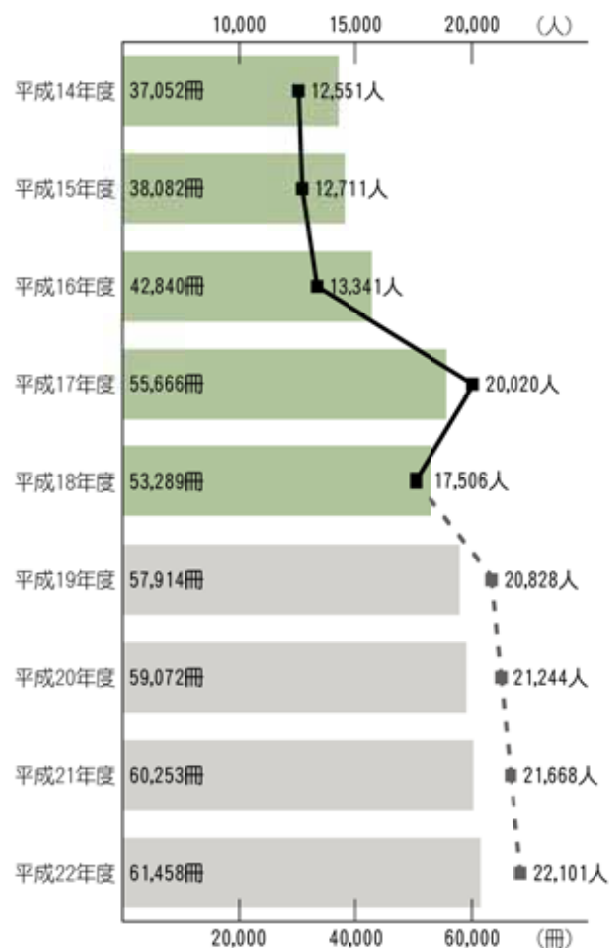 10,000 15,000 20,000 （人）
平成14年度 37,052冊 12,551人
平成15年度 38,082冊 12,711人
平成16年度 42,840冊 13,341人
平成17年度 55,666冊 20,020人
平成18年度 53,289冊 17,506人
平成19年度 57,914冊 20,828人
平成20年度 59,072冊 21,244人
平成21年度 60,253冊 21,668人
平成22年度 61,458冊 22,101人
20,000 40,000 60,000 （冊）